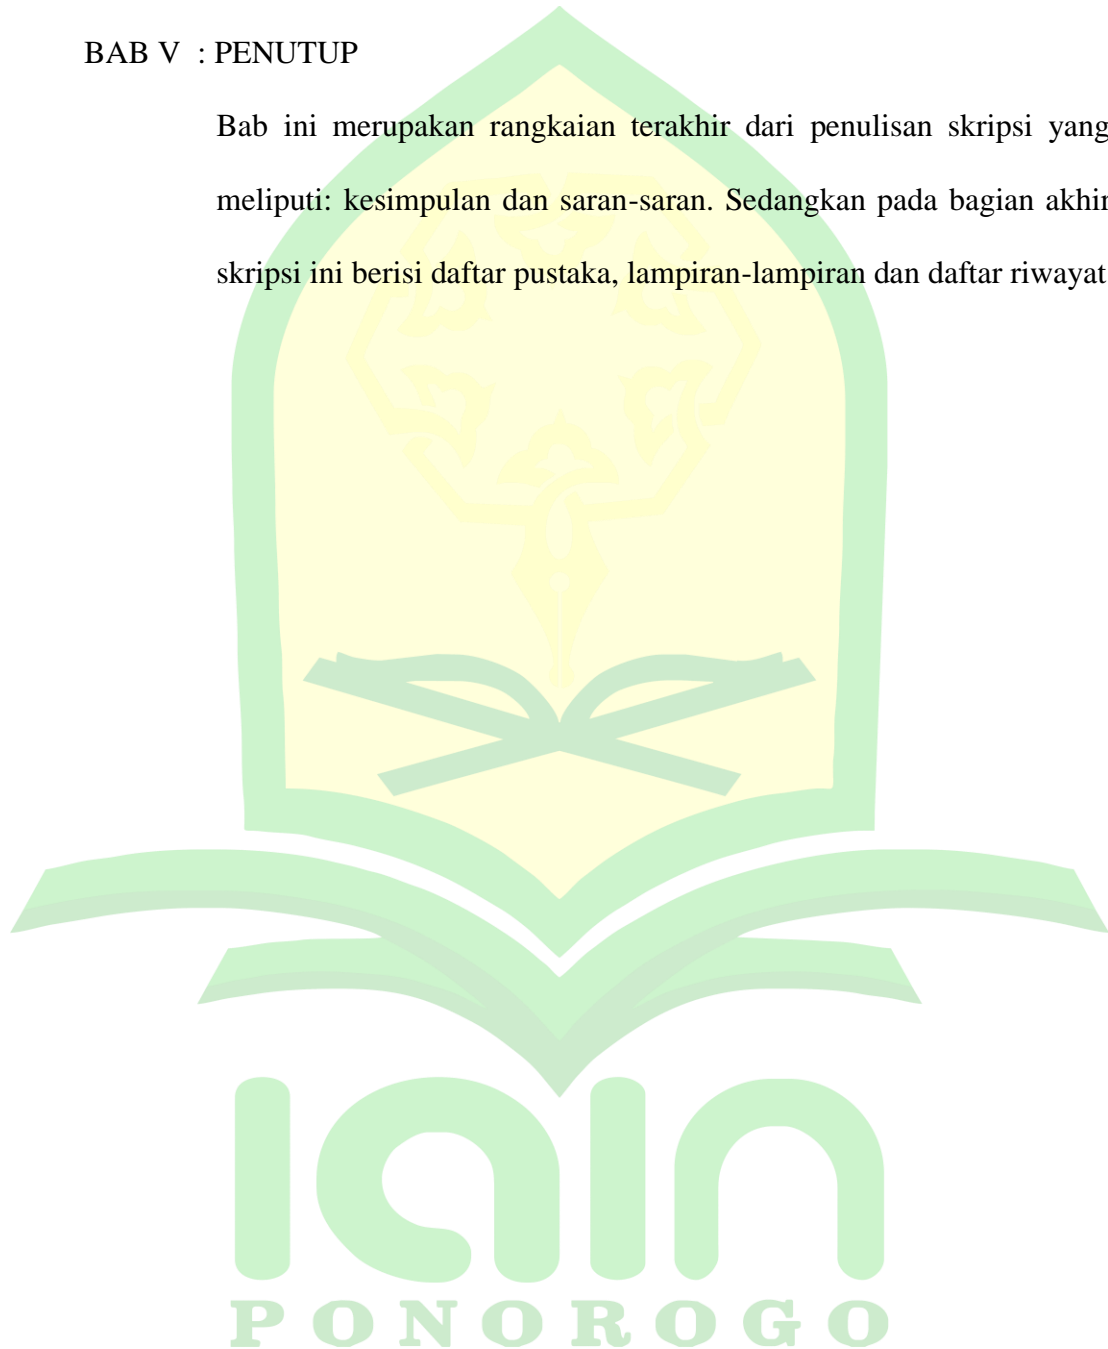 BAB V : PENUTUP
Bab ini merupakan rangkaian terakhir dari penulisan skripsi yang
meliputi: kesimpulan dan saran-saran. Sedangkan pada bagian akhir
skripsi ini berisi daftar pustaka, lampiran-lampiran dan daftar riwayat
IAIN
PONOROGO